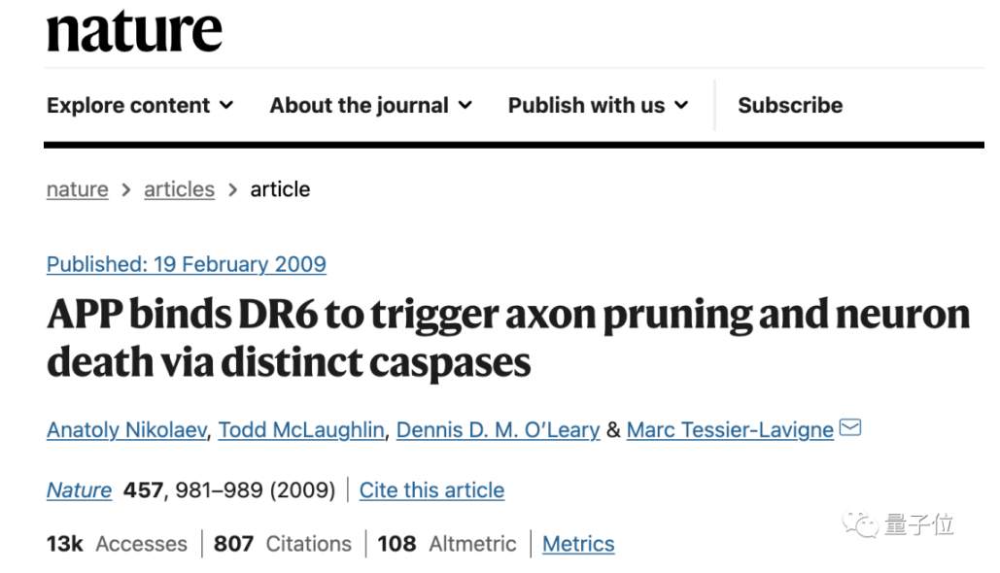 nature
Explore content About the journal Publish with us Subscribe
nature > articles > article
Published: 19 February 2009
APP binds DR6 to trigger axon pruning and neuron
death via distinct caspases
Anatoly Nikolaev, Todd McLaughlin, Dennis D. M. O’Leary & Marc Tessier-Lavigne
Nature 457, 981–989 (2009) | Cite this article
13k Accesses | 807 Citations | 108 Altmetric | Metrics
量子位